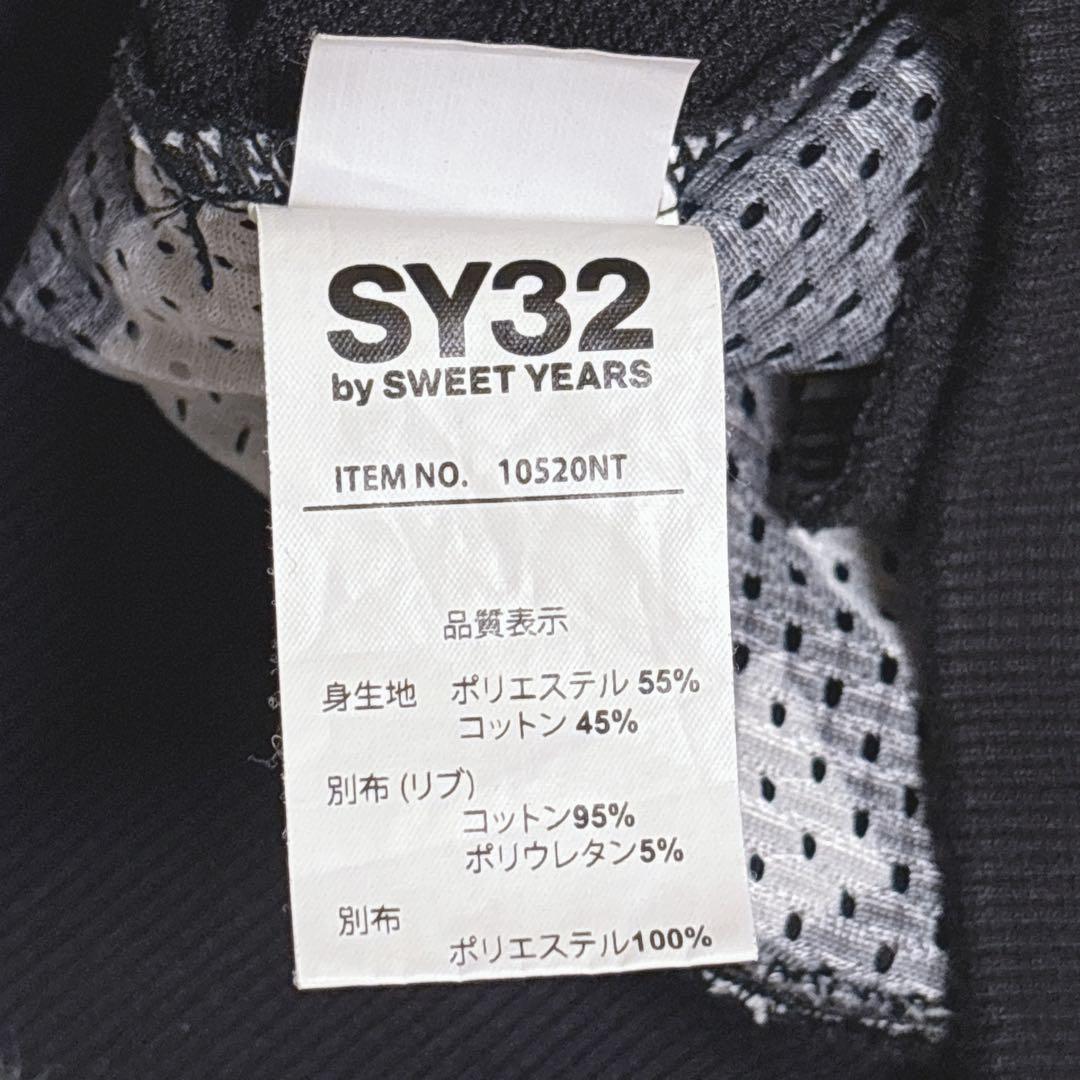 SY32
by SWEET YEARS
ITEM NO. 10520NT
品質表示
身生地 ポリエステル 55%
コットン 45%
別布 (リブ)
コットン95%
ポリウレタン5%
別布
ポリエステル100%